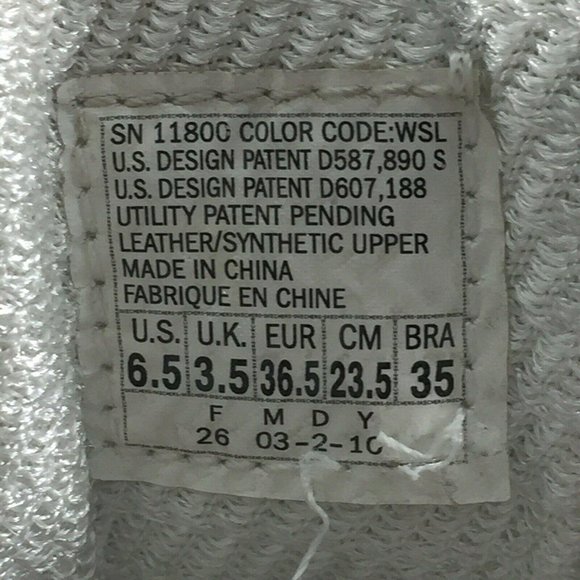 SN 11800 COLOR CODE:WSL
U.S. DESIGN PATENT D587,890 S
U.S. DESIGN PATENT D607,188
UTILITY PATENT PENDING
LEATHER/SYNTHETIC UPPER
MADE IN CHINA
FABRIQUE EN CHINE
U.S. U.K. EUR CM BRA
6.5 3.5 36.5 23.5 35
F M D Y
26 03-2-10